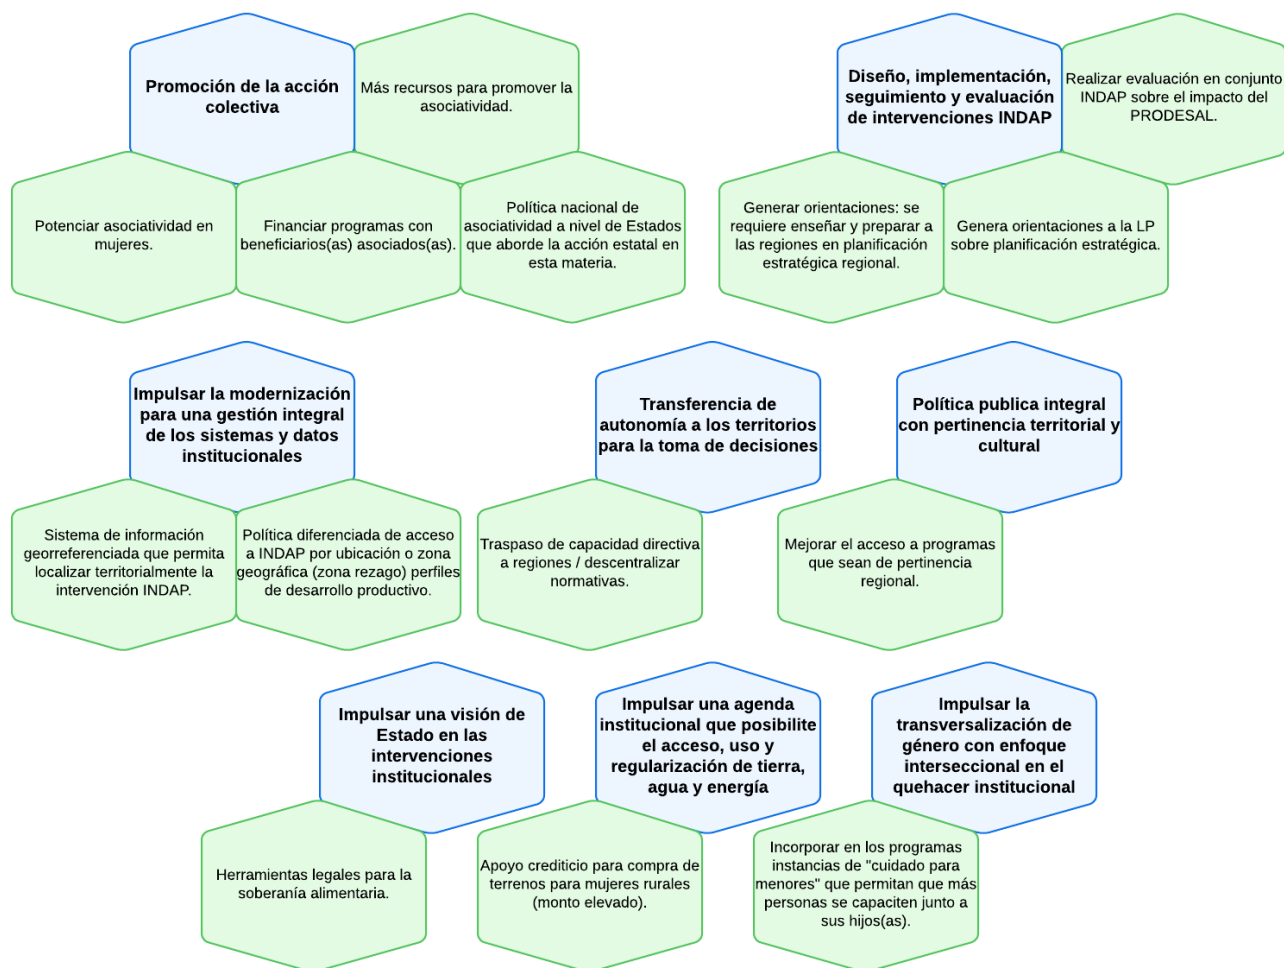 Promoción de la acción
colectiva
Más recursos para promover la
asociatividad.
Potenciar asociatividad en
mujeres.
Financiar programas con
beneficiarios(as) asociados(as).
Política nacional de
asociatividad a nivel de Estados
que aborde la acción estatal en
esta materia.
Diseño, implementación,
seguimiento y evaluación
de intervenciones INDAP
Realizar evaluación en conjunto
INDAP sobre el impacto del
PRODESAL.
Generar orientaciones: se
requiere enseñar y preparar a
las regiones en planificación
estratégica regional.
Genera orientaciones a la LP
sobre planificación estratégica.
Impulsar la modernización
para una gestión integral
de los sistemas y datos
institucionales
Sistema de información
georreferenciada que permita
localizar territorialmente la
intervención INDAP.
Política diferenciada de acceso
a INDAP por ubicación o zona
geográfica (zona rezago) perfiles
de desarrollo productivo.
Transferencia de
autonomía a los territorios
para la toma de decisiones
Traspaso de capacidad directiva
a regiones / descentralizar
normativas.
Política publica integral
con pertinencia territorial y
cultural
Mejorar el acceso a programas
que sean de pertinencia
regional.
Impulsar una visión de
Estado en las
intervenciones
institucionales
Herramientas legales para la
soberanía alimentaria.
Impulsar una agenda
institucional que posibilite
el acceso, uso y
regularización de tierra,
agua y energía
Apoyo crediticio para compra de
terrenos para mujeres rurales
(monto elevado).
Impulsar la
transversalización de
género con enfoque
interseccional en el
quehacer institucional
Incorporar en los programas
instancias de "cuidado para
menores" que permitan que más
personas se capaciten junto a
sus hijos(as).